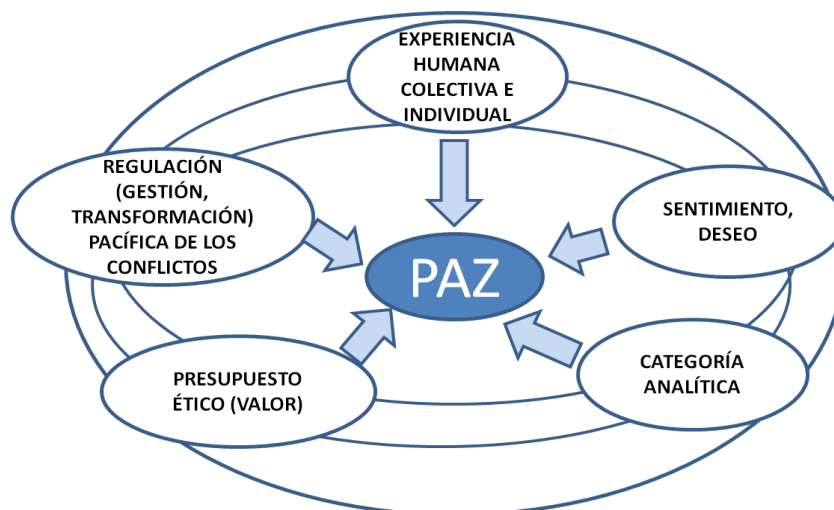 EXPERIENCIA
HUMANA
COLECTIVA E
INDIVIDUAL
REGULACIÓN
(GESTIÓN,
TRANSFORMACIÓN)
PACÍFICA DE LOS
CONFLICTOS
SENTIMIENTO,
DESEO
PAZ
PRESUPUESTO
ÉTICO (VALOR)
CATEGORÍA
ANALÍTICA